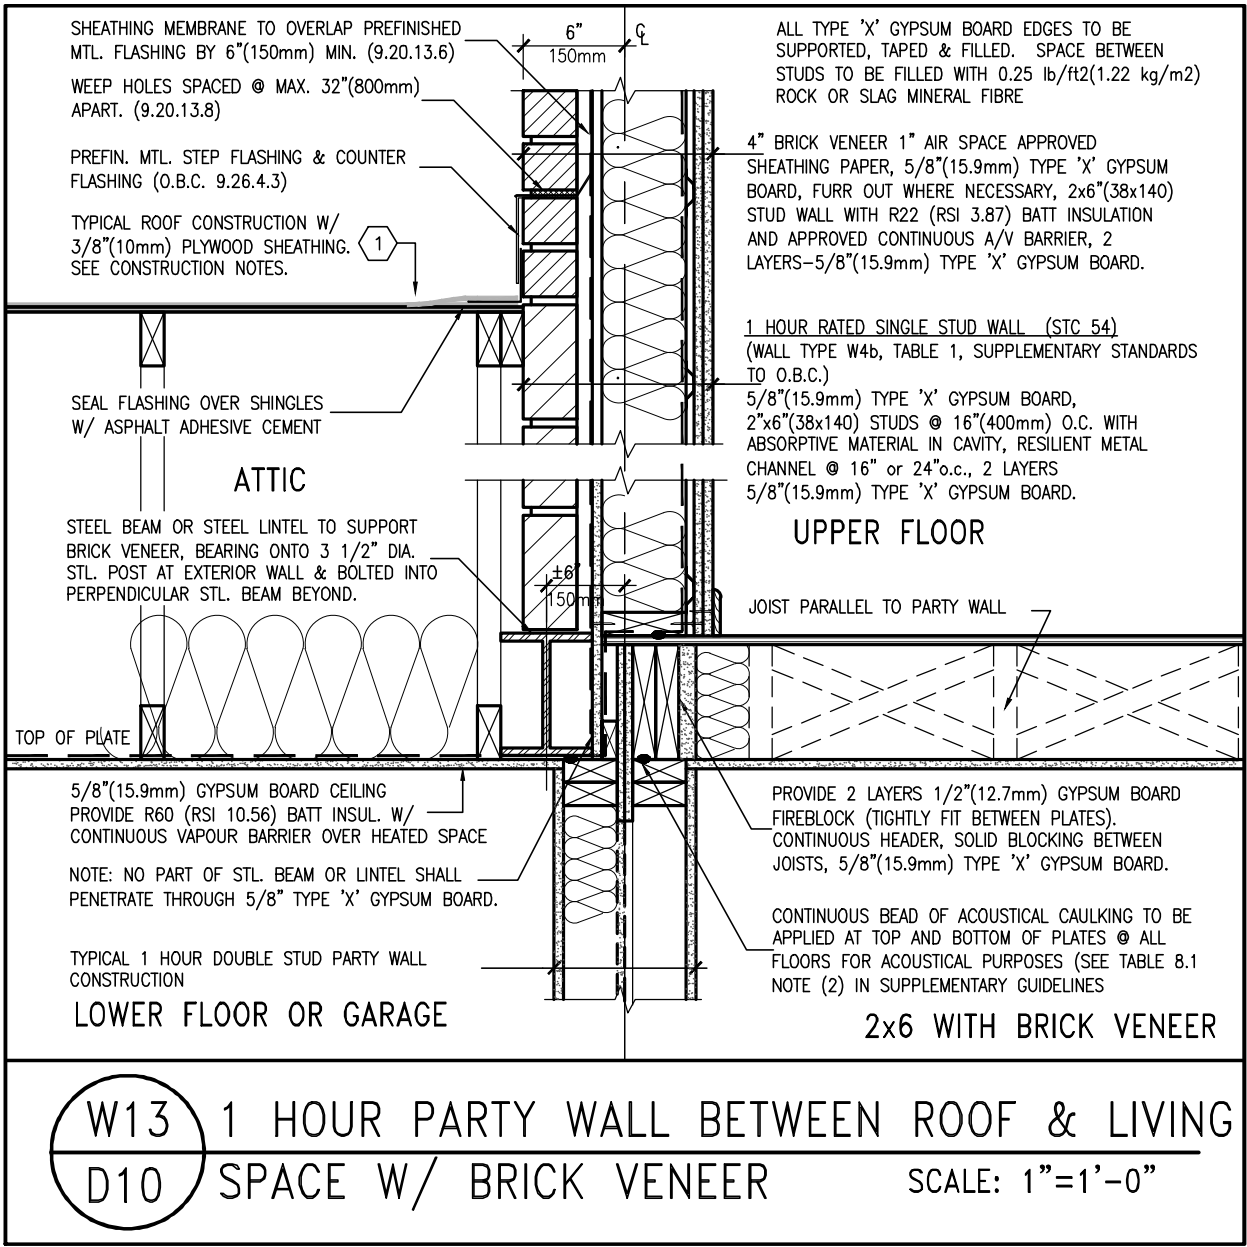 SHEATHING MEMBRANE TO OVERLAP PREFINISHED
MTL. FLASHING BY 6"(150mm) MIN. (9.20.13.6)
WEEP HOLES SPACED @ MAX. 32"(800mm)
APART. (9.20.13.8)
PREFIN. MTL. STEP FLASHING & COUNTER
FLASHING (O.B.C. 9.26.4.3)
TYPICAL ROOF CONSTRUCTION W/
3/8"(10mm) PLYWOOD SHEATHING.
SEE CONSTRUCTION NOTES.
1
6"
150mm
℄
ALL TYPE 'X' GYPSUM BOARD EDGES TO BE
SUPPORTED, TAPED & FILLED. SPACE BETWEEN
STUDS TO BE FILLED WITH 0.25 lb/ft2(1.22 kg/m2)
ROCK OR SLAG MINERAL FIBRE
4" BRICK VENEER 1" AIR SPACE APPROVED
SHEATHING PAPER, 5/8"(15.9mm) TYPE 'X' GYPSUM
BOARD, FURR OUT WHERE NECESSARY, 2x6"(38x140)
STUD WALL WITH R22 (RSI 3.87) BATT INSULATION
AND APPROVED CONTINUOUS A/V BARRIER, 2
LAYERS-5/8"(15.9mm) TYPE 'X' GYPSUM BOARD.
1 HOUR RATED SINGLE STUD WALL (STC 54)
(WALL TYPE W4b, TABLE 1, SUPPLEMENTARY STANDARDS
TO O.B.C.)
5/8"(15.9mm) TYPE 'X' GYPSUM BOARD,
2"x6"(38x140) STUDS @ 16"(400mm) O.C. WITH
ABSORPTIVE MATERIAL IN CAVITY, RESILIENT METAL
CHANNEL @ 16" or 24"o.c., 2 LAYERS
5/8"(15.9mm) TYPE 'X' GYPSUM BOARD.
UPPER FLOOR
SEAL FLASHING OVER SHINGLES
W/ ASPHALT ADHESIVE CEMENT
ATTIC
STEEL BEAM OR STEEL LINTEL TO SUPPORT
BRICK VENEER, BEARING ONTO 3 1/2" DIA.
STL. POST AT EXTERIOR WALL & BOLTED INTO
PERPENDICULAR STL. BEAM BEYOND.
±6"
150mm
JOIST PARALLEL TO PARTY WALL
TOP OF PLATE
5/8"(15.9mm) GYPSUM BOARD CEILING
PROVIDE R60 (RSI 10.56) BATT INSUL. W/
CONTINUOUS VAPOUR BARRIER OVER HEATED SPACE
NOTE: NO PART OF STL. BEAM OR LINTEL SHALL
PENETRATE THROUGH 5/8" TYPE 'X' GYPSUM BOARD.
TYPICAL 1 HOUR DOUBLE STUD PARTY WALL
CONSTRUCTION
LOWER FLOOR OR GARAGE
PROVIDE 2 LAYERS 1/2"(12.7mm) GYPSUM BOARD
FIREBLOCK (TIGHTLY FIT BETWEEN PLATES).
CONTINUOUS HEADER, SOLID BLOCKING BETWEEN
JOISTS, 5/8"(15.9mm) TYPE 'X' GYPSUM BOARD.
CONTINUOUS BEAD OF ACOUSTICAL CAULKING TO BE
APPLIED AT TOP AND BOTTOM OF PLATES @ ALL
FLOORS FOR ACOUSTICAL PURPOSES (SEE TABLE 8.1
NOTE (2) IN SUPPLEMENTARY GUIDELINES
2x6 WITH BRICK VENEER
W13
D10
1 HOUR PARTY WALL BETWEEN ROOF & LIVING
SPACE W/ BRICK VENEER
SCALE: 1"=1'-0"